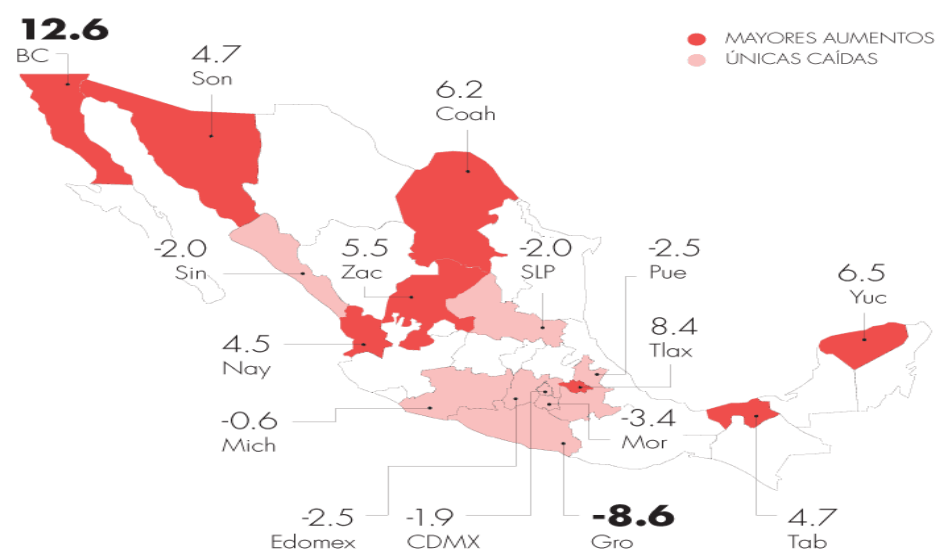 12.6
BC
4.7
Son
6.2
Coah
MAYORES AUMENTOS
ÚNICAS CAÍDAS
-2.0
Sin
5.5
Zac
-2.0
SLP
-2.5
Pue
6.5
Yuc
4.5
Nay
8.4
Tlax
-0.6
Mich
-3.4
Mor
-2.5
Edomex
-1.9
CDMX
-8.6
Gro
4.7
Tab